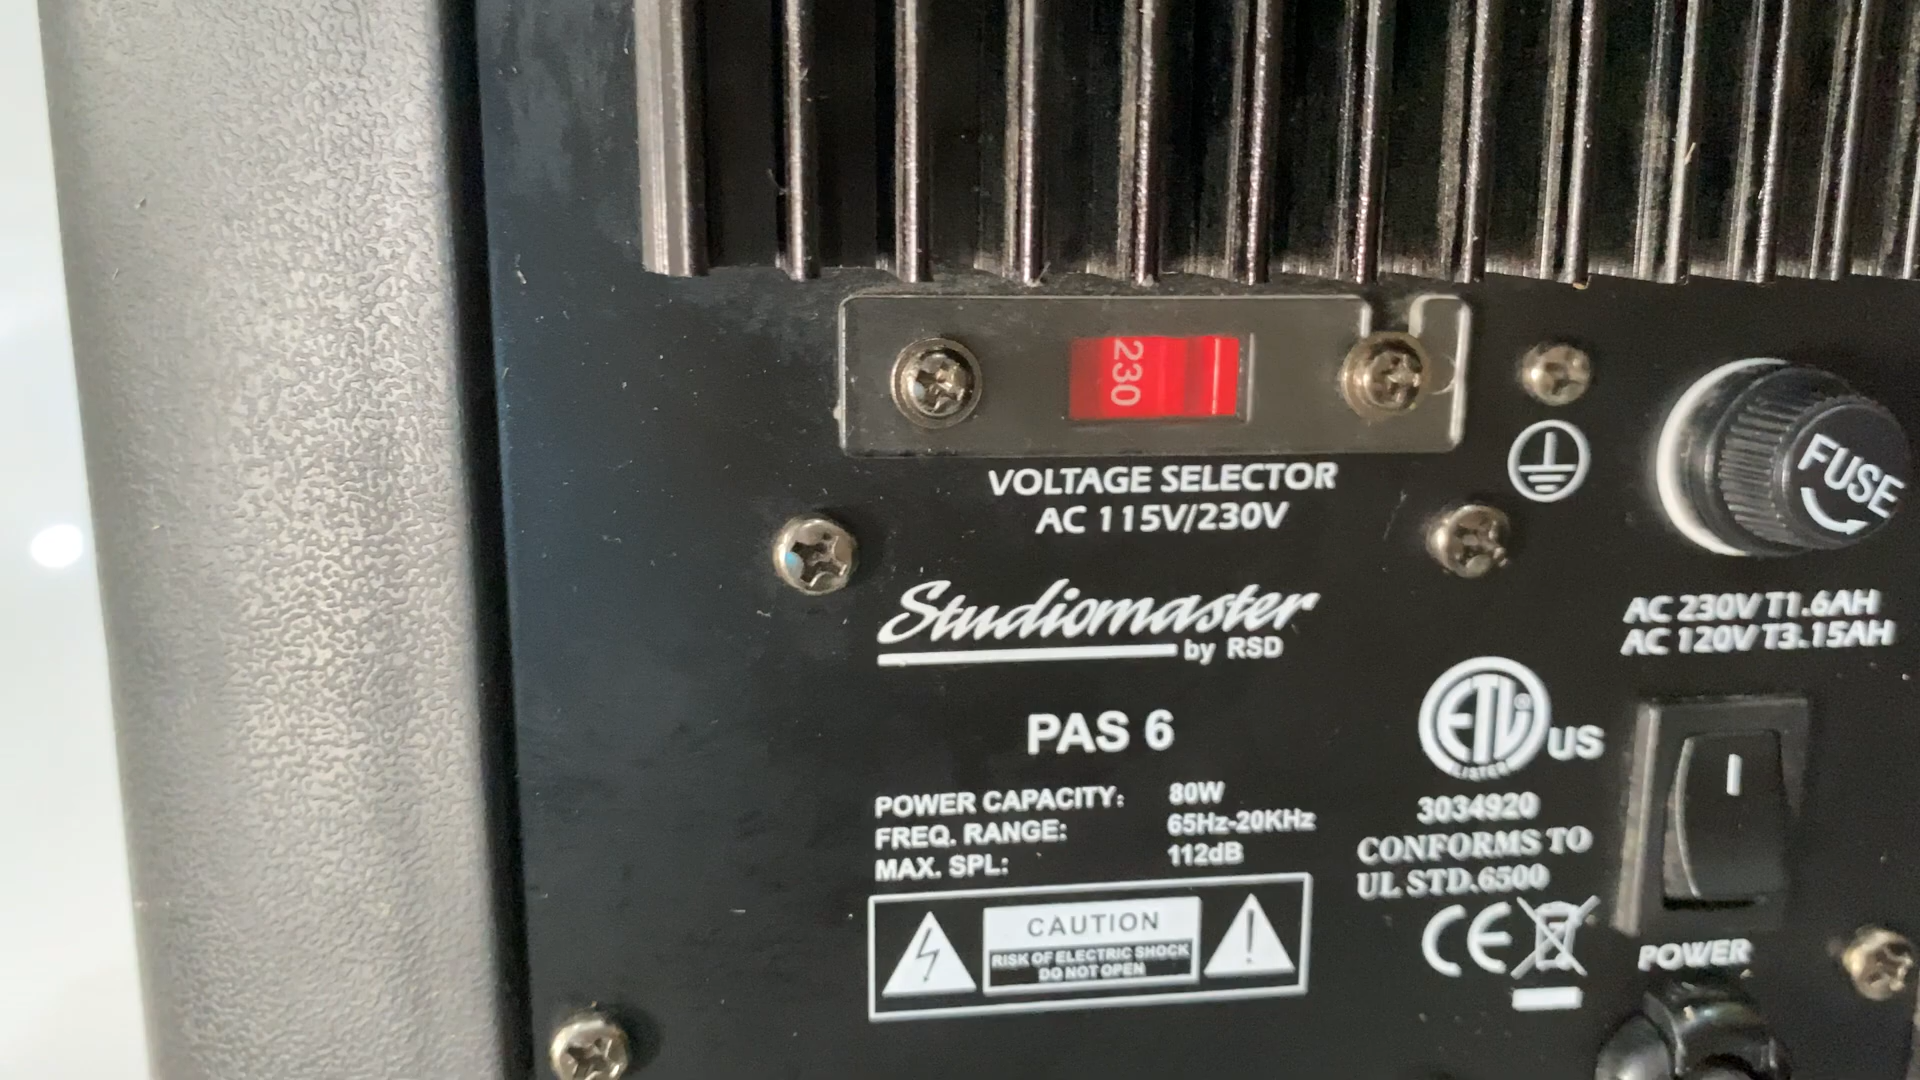 230
VOLTAGE SELECTOR
AC 115V/230V
FUSE
AC 230V T1.6AH
AC 120V T3.15AH
Studiomaster
by RSD
PAS 6
POWER CAPACITY: 80W
FREQ. RANGE: 65Hz-20KHz
MAX. SPL: 112dB
ETL ® US
LISTED
3034920
CONFORMS TO
UL STD.6500
CE
CAUTION
RISK OF ELECTRIC SHOCK
DO NOT OPEN
I
POWER